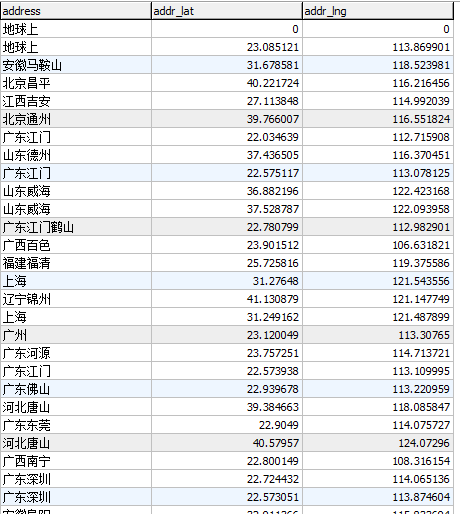 address addr_lat addr_lng
地球上 0 0
地球上 23.085121 113.869901
安徽马鞍山 31.678581 118.523981
北京昌平 40.221724 116.216456
江西吉安 27.113848 114.992039
北京通州 39.766007 116.551824
广东江门 22.034639 112.715908
山东德州 37.436505 116.370451
广东江门 22.575117 113.078125
山东威海 36.882196 122.423168
山东威海 37.528787 122.093958
广东江门鹤山 22.780799 112.982901
广西百色 23.901512 106.631821
福建福清 25.725816 119.375586
上海 31.27648 121.543556
辽宁锦州 41.130879 121.147749
上海 31.249162 121.487899
广州 23.120049 113.30765
广东河源 23.757251 114.713721
广东江门 22.573938 113.109995
广东佛山 22.939678 113.220959
河北唐山 39.384663 118.085847
广东东莞 22.9049 114.075727
河北唐山 40.57957 124.07296
广西南宁 22.800149 108.316154
广东深圳 22.724432 114.065136
广东深圳 22.573051 113.874604